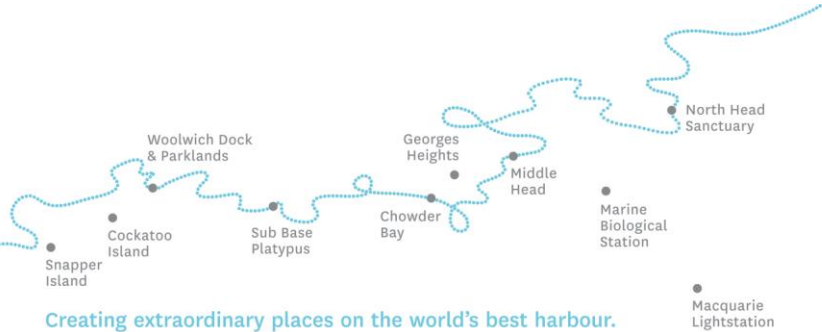 Woolwich Dock
& Parklands
Georges
Heights
North Head
Sanctuary
Middle
Head
Cockatoo
Island
Sub Base
Platypus
Chowder
Bay
Marine
Biological
Station
Snapper
Island
Macquarie
Lightstation
Creating extraordinary places on the world's best harbour.